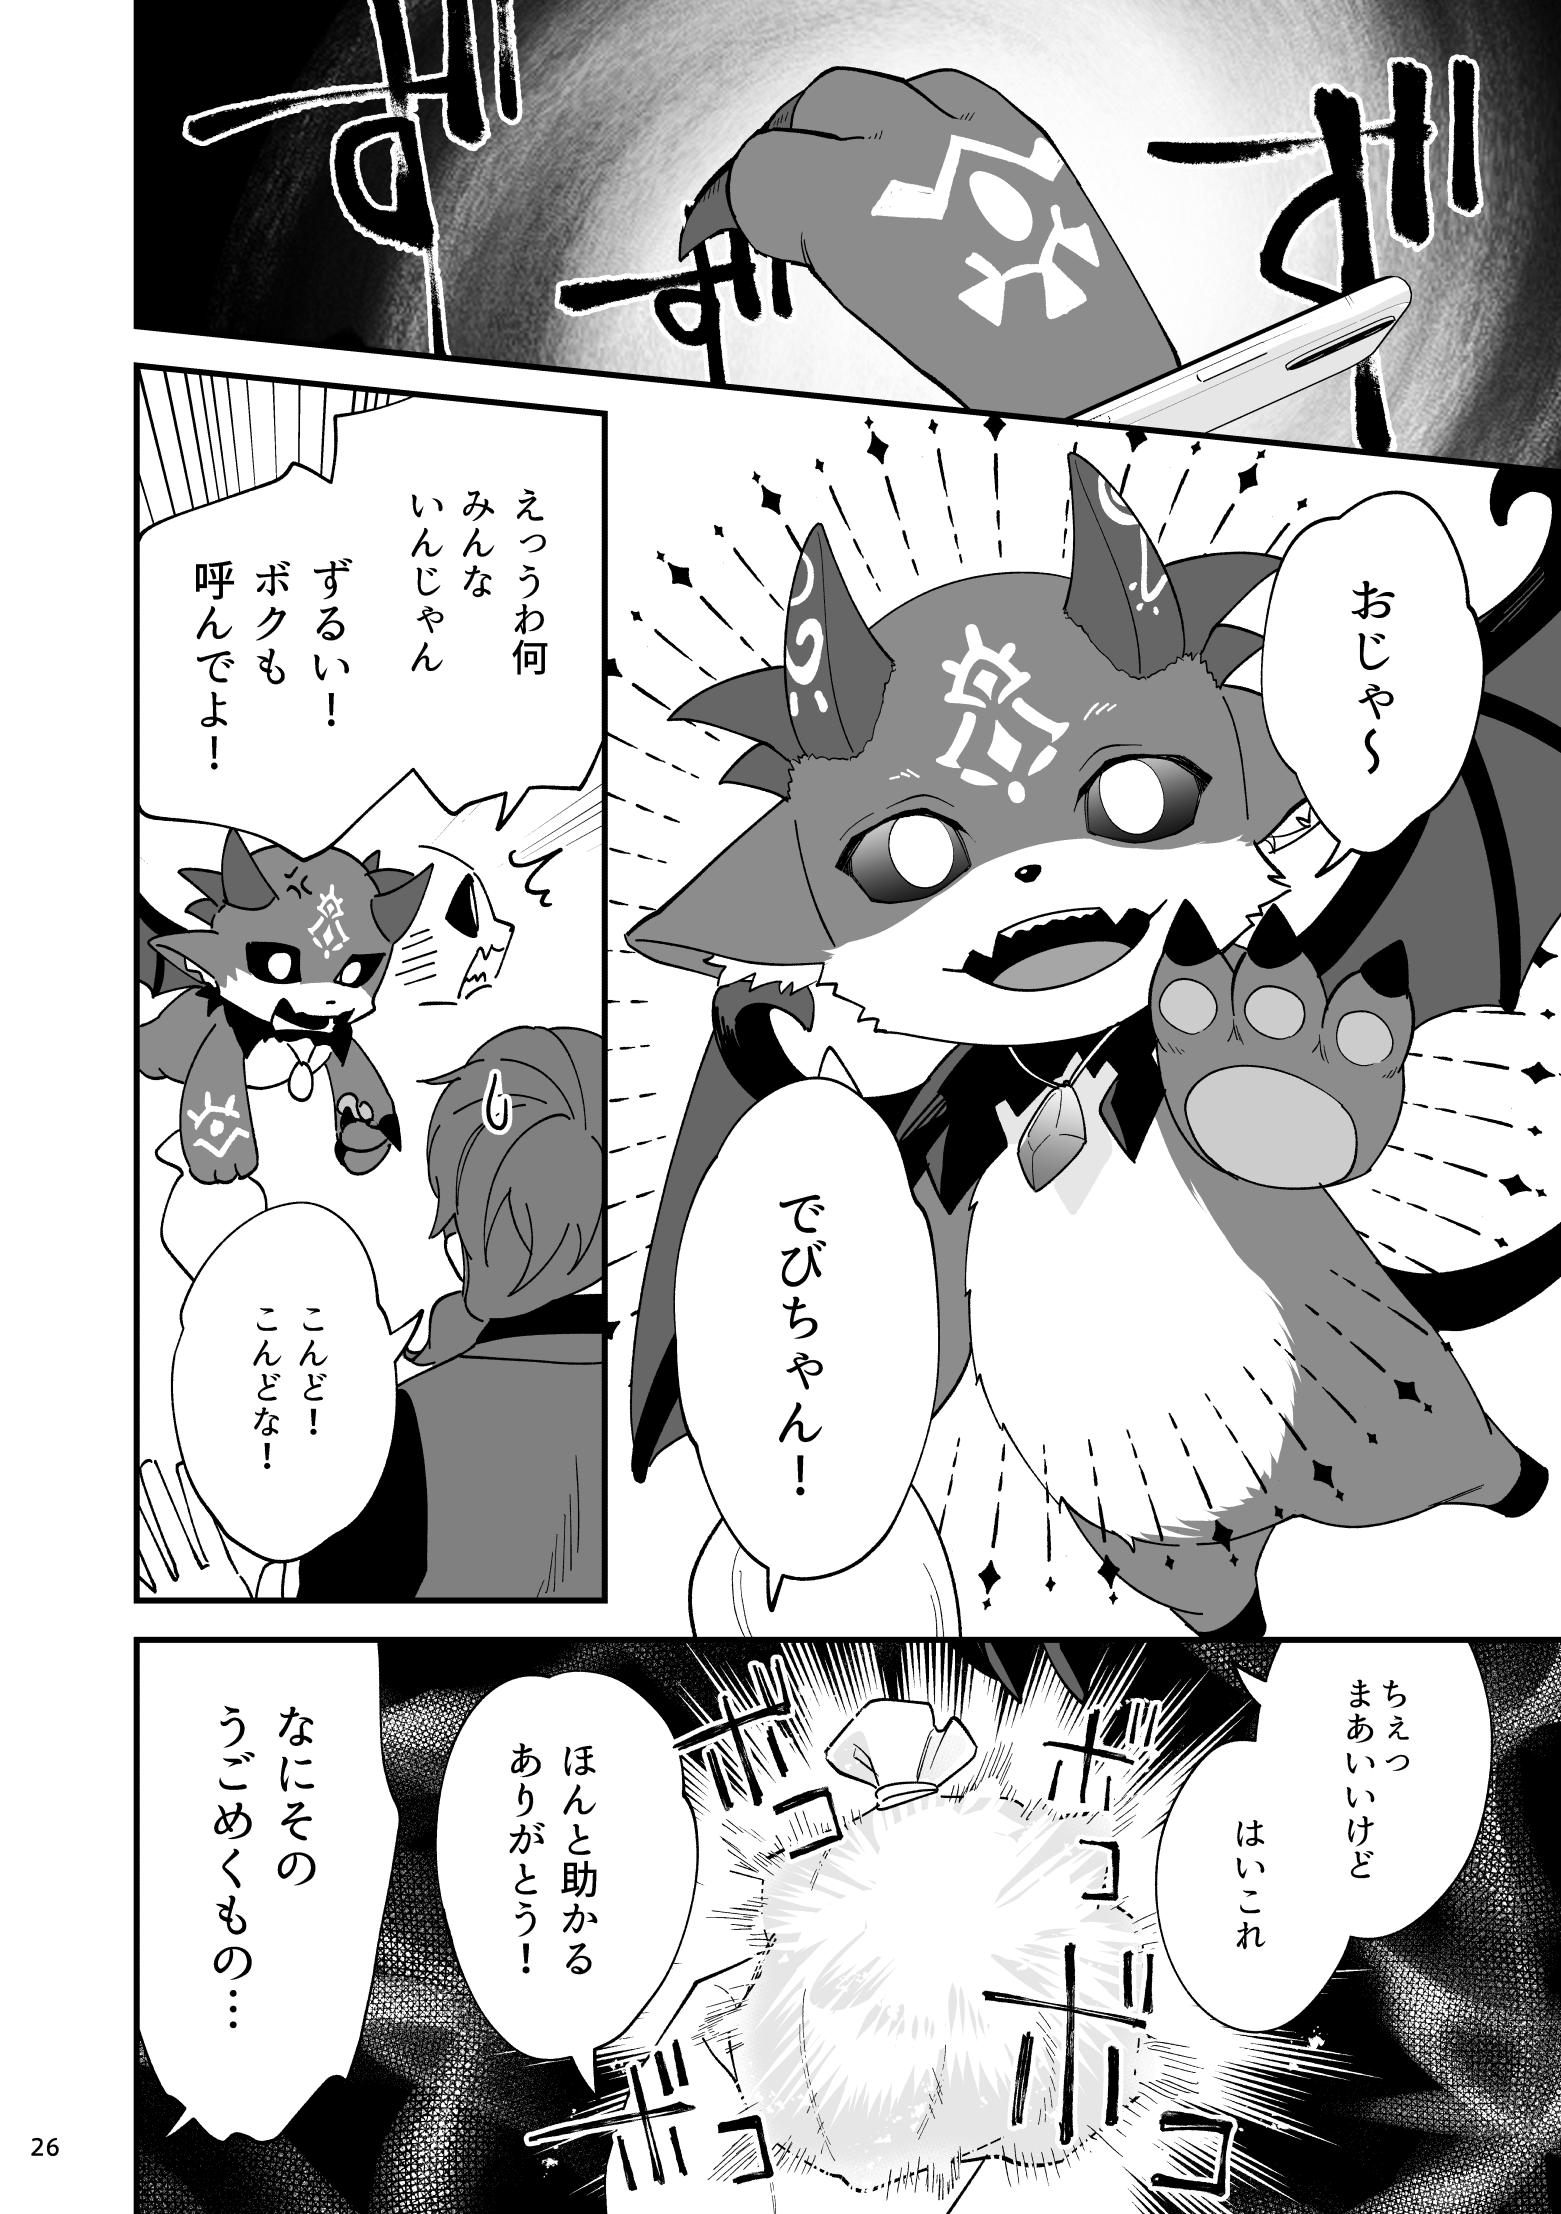 ず
ず
ず
おじゃ～
でびちゃん！
えっうわ何
みんな
いんじゃん
ずるい！
ボクも
呼んでよ！
こんど！
こんどな！
ちぇっ
まあいいけど
はいこれ
ボコ
ボコ
ボコ
ボコ
ほんと助かる
ありがとう！
なにその
うごめくもの…
26